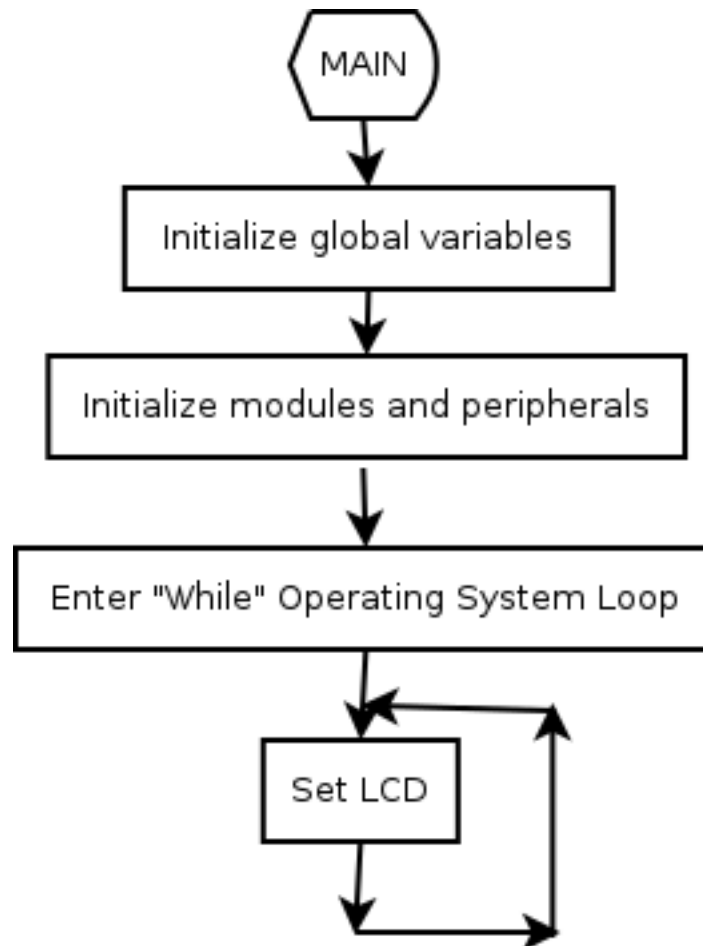 MAIN
Initialize global variables
Initialize modules and peripherals
Enter "While" Operating System Loop
Set LCD